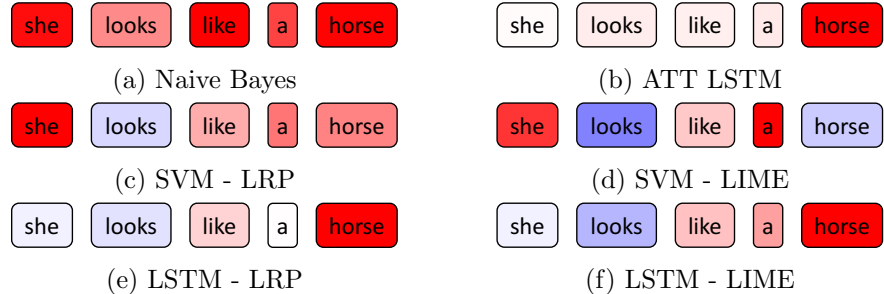 she looks like a horse she looks like a horse
(a) Naive Bayes (b) ATT LSTM
she looks like a horse she looks like a horse
(c) SVM - LRP (d) SVM - LIME
she looks like a horse she looks like a horse
(e) LSTM - LRP (f) LSTM - LIME